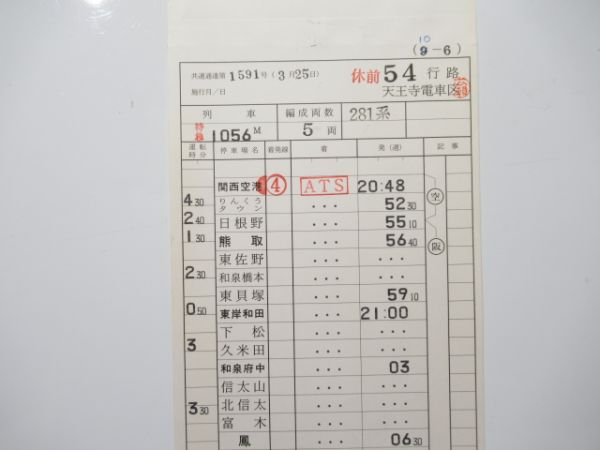 10
(9-6)
共通通達第1591号(3月25日)
施行月/日
休前54行路
天王寺電車区
列車
編成両数
281系
特急 1056M
5両
運転時分 停車場名 着発線 着 発(通) 記事
関西空港 ④ ATS 20:48
4 30 りんくうタウン ・・・ 52 30 空
2 40 日根野 ・・・ 55 10
1 30 熊取 ・・・ 56 40 阪
東佐野 ・・・ ・・・
2 30 和泉橋本 ・・・ ・・・
東貝塚 ・・・ 59 10
0 50 東岸和田 ・・・ 21:00
下松 ・・・ ・・・
3 久米田 ・・・ ・・・
和泉府中 ・・・ 03
信太山 ・・・ ・・・
3 30 北信太 ・・・ ・・・
富木 ・・・ ・・・
鳳 ・・・ 06 30